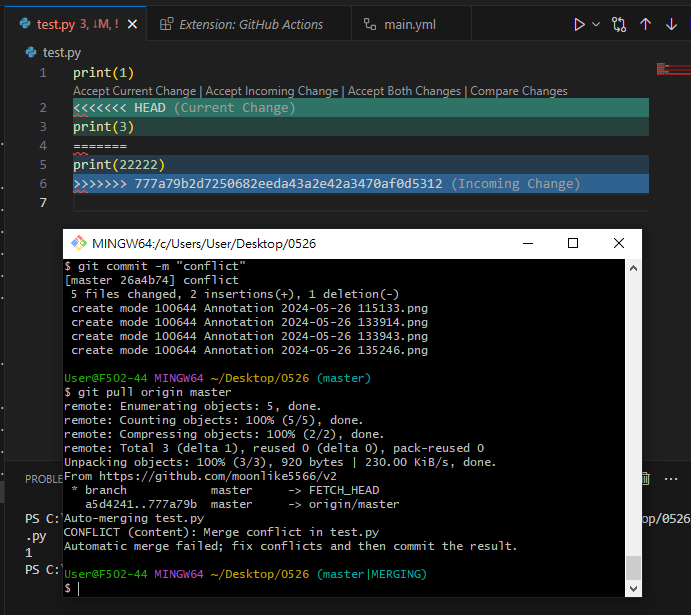 test.py 3, ↓M, !
Extension: GitHub Actions
main.yml
test.py
1 print(1)
Accept Current Change | Accept Incoming Change | Accept Both Changes | Compare Changes
2 <<<<<<< HEAD (Current Change)
3 print(3)
4 =======
5 print(22222)
6 >>>>>>> 777a79b2d7250682eeda43a2e42a3470af0d5312 (Incoming Change)
7
MINGW64:/c/Users/User/Desktop/0526
$ git commit -m "conflict"
[master 26a4b74] conflict
5 files changed, 2 insertions(+), 1 deletion(-)
create mode 100644 Annotation 2024-05-26 115133.png
create mode 100644 Annotation 2024-05-26 133914.png
create mode 100644 Annotation 2024-05-26 133943.png
create mode 100644 Annotation 2024-05-26 135246.png
User@F502-44 MINGW64 ~/Desktop/0526 (master)
$ git pull origin master
remote: Enumerating objects: 5, done.
remote: Counting objects: 100% (5/5), done.
remote: Compressing objects: 100% (2/2), done.
remote: Total 3 (delta 1), reused 0 (delta 0), pack-reused 0
Unpacking objects: 100% (3/3), 920 bytes | 230.00 KiB/s, done.
From https://github.com/moonlike5566/v2
* branch master -> FETCH_HEAD
a5d4241..777a79b master -> origin/master
Auto-merging test.py
CONFLICT (content): Merge conflict in test.py
Automatic merge failed; fix conflicts and then commit the result.
User@F502-44 MINGW64 ~/Desktop/0526 (master|MERGING)
$
PROBLE
PS C:\
op/0526
.py
1
PS C:\